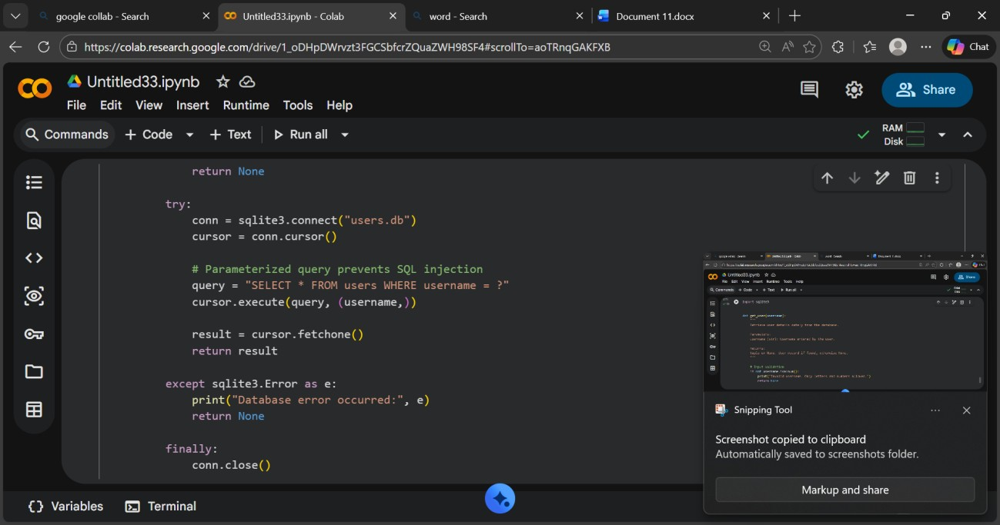 google collab - Search
Untitled33.ipynb - Colab
word - Search
Document 11.docx
https://colab.research.google.com/drive/1_oDHpDWrvzt3FGCSbfcrZQuaZWH98SF4#scrollTo=aoTRnqGAKFXB
Chat
Untitled33.ipynb
File Edit View Insert Runtime Tools Help
Share
Commands + Code + Text Run all
RAM
Disk
return None
try:
conn = sqlite3.connect("users.db")
cursor = conn.cursor()
# Parameterized query prevents SQL injection
query = "SELECT * FROM users WHERE username = ?"
cursor.execute(query, (username,))
result = cursor.fetchone()
return result
except sqlite3.Error as e:
print("Database error occurred:", e)
return None
finally:
conn.close()
Snipping Tool
Screenshot copied to clipboard
Automatically saved to screenshots folder.
Markup and share
Variables Terminal